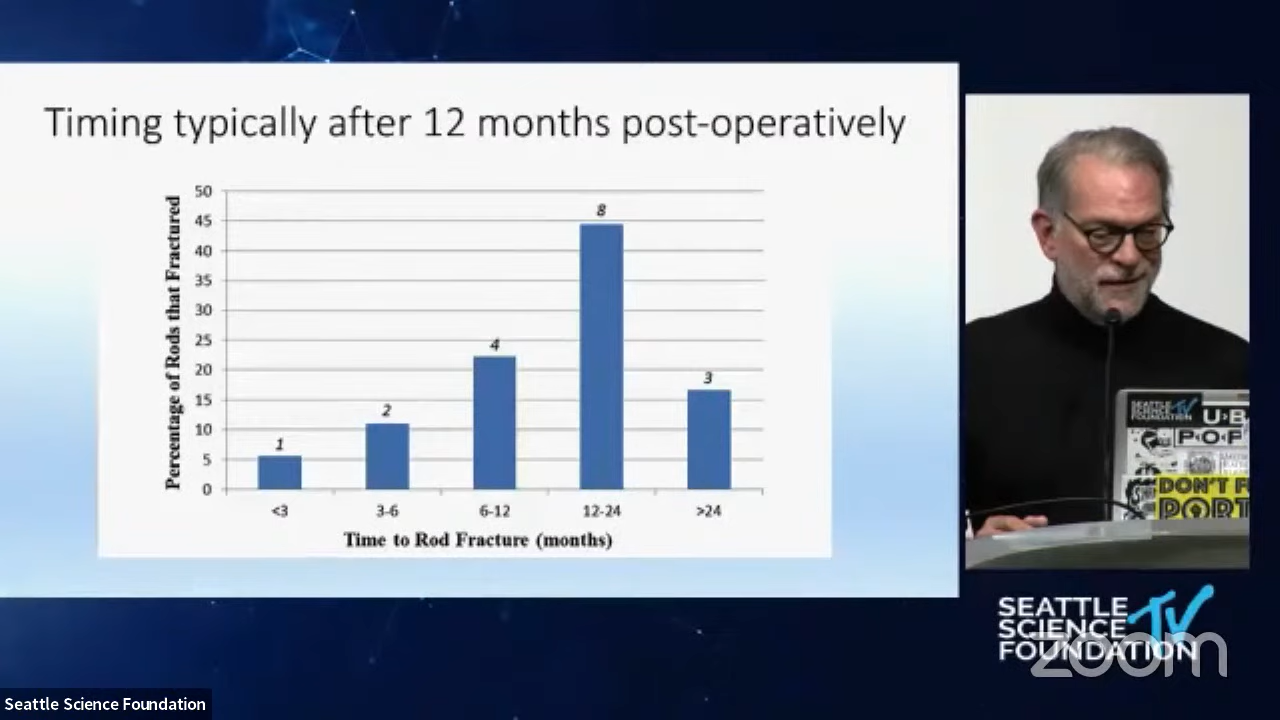 Timing typically after 12 months post-operatively
Percentage of Rods that Fractured
50
45
40
35
30
25
20
15
10
5
0
1
2
4
8
3
<3
3-6
6-12
12-24
>24
Time to Rod Fracture (months)
SEATTLE
SCIENCE TV
FOUNDATION
U·B
P·O·F
DON'T F
PORT
SEATTLE
SCIENCE TV
FOUNDATION
zoom
Seattle Science Foundation